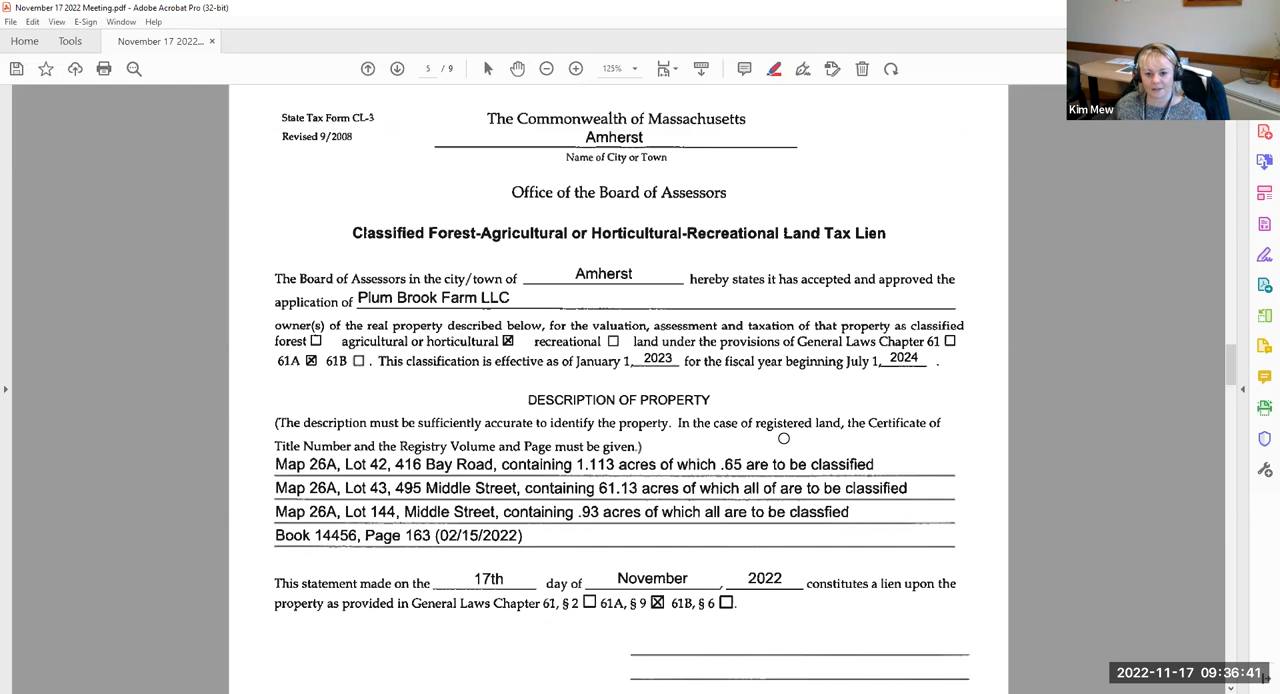 November 17 2022 Meeting.pdf - Adobe Acrobat Pro (32-bit)
File Edit View E-Sign Window Help
Home Tools November 17 2022... ×
5 / 9 125%
Kim Mew
State Tax Form CL-3
Revised 9/2008
The Commonwealth of Massachusetts
Amherst
Name of City or Town
Office of the Board of Assessors
Classified Forest-Agricultural or Horticultural-Recreational Land Tax Lien
The Board of Assessors in the city/town of Amherst hereby states it has accepted and approved the
application of Plum Brook Farm LLC
owner(s) of the real property described below, for the valuation, assessment and taxation of that property as classified
forest ☐ agricultural or horticultural ☒ recreational ☐ land under the provisions of General Laws Chapter 61 ☐
61A ☒ 61B ☐ . This classification is effective as of January 1, 2023 for the fiscal year beginning July 1, 2024 .
DESCRIPTION OF PROPERTY
(The description must be sufficiently accurate to identify the property. In the case of registered land, the Certificate of
Title Number and the Registry Volume and Page must be given.)
Map 26A, Lot 42, 416 Bay Road, containing 1.113 acres of which .65 are to be classified
Map 26A, Lot 43, 495 Middle Street, containing 61.13 acres of which all of are to be classified
Map 26A, Lot 144, Middle Street, containing .93 acres of which all are to be classfied
Book 14456, Page 163 (02/15/2022)
This statement made on the 17th day of November , 2022 constitutes a lien upon the
property as provided in General Laws Chapter 61, § 2 ☐ 61A, § 9 ☒ 61B, § 6 ☐.
2022-11-17 09:36:41